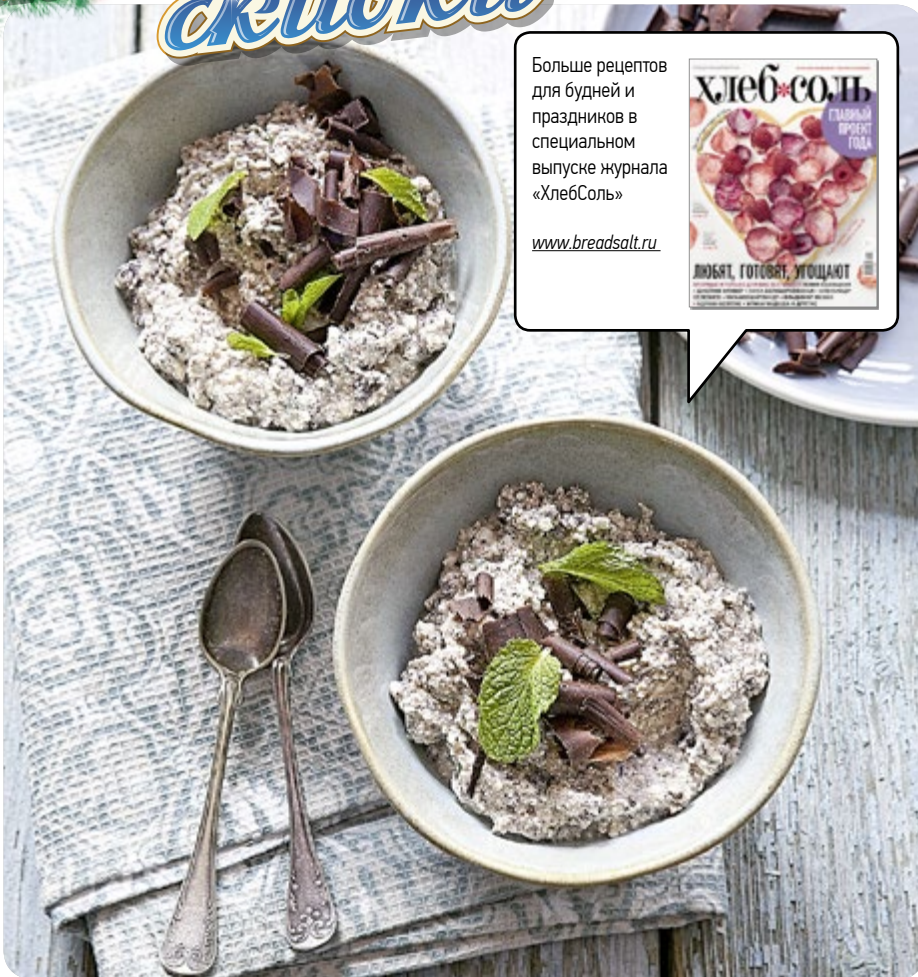 скидки
Больше рецептов
для будней и
праздников в
специальном
выпуске журнала
«ХлебСоль»
www.breadsalt.ru
хлеб*соль
ГЛАВНЫЙ
ПРОЕКТ
ГОДА
ЛЮБЯТ, ГОТОВЯТ, УГОЩАЮТ